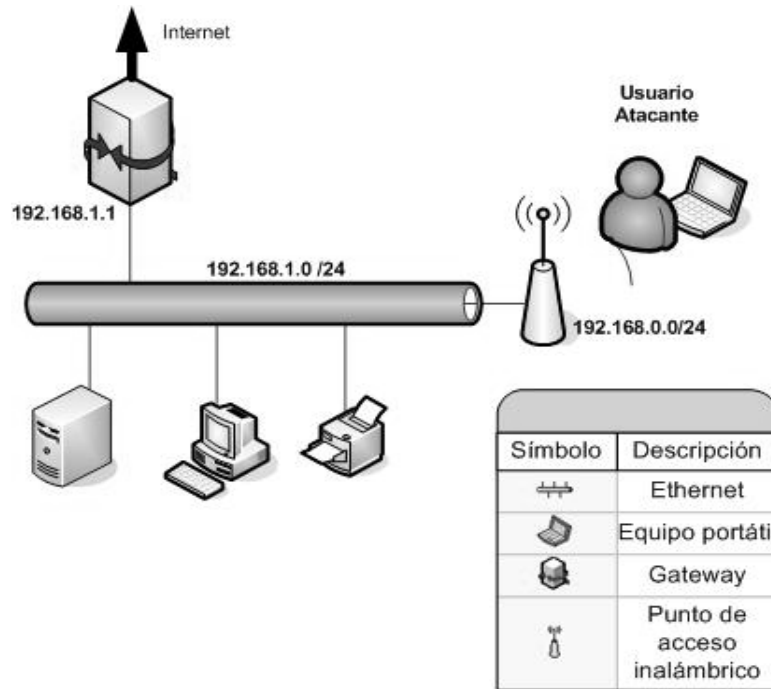 Internet
Usuario
Atacante
192.168.1.1
192.168.1.0 /24
192.168.0.0/24
Símbolo Descripción
Ethernet
Equipo portáti
Gateway
Punto de
acceso
inalámbrico